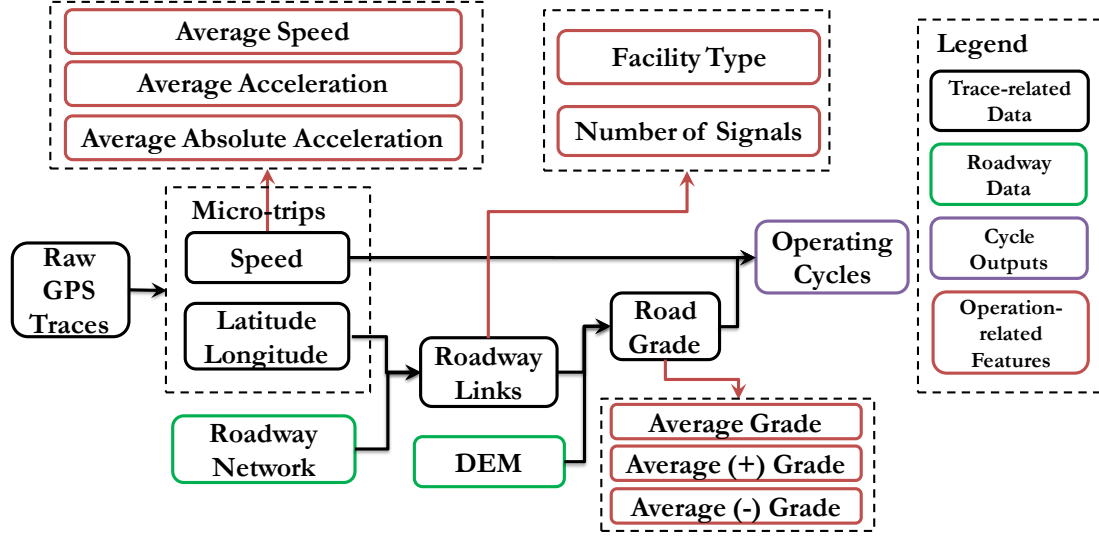 Average Speed
Average Acceleration
Average Absolute Acceleration
Facility Type
Number of Signals
Legend
Trace-related
Data
Roadway
Data
Cycle
Outputs
Operation-
related
Features
Micro-trips
Raw
GPS
Traces
Speed
Latitude
Longitude
Operating
Cycles
Roadway
Links
Road
Grade
Roadway
Network
DEM
Average Grade
Average (+) Grade
Average (-) Grade